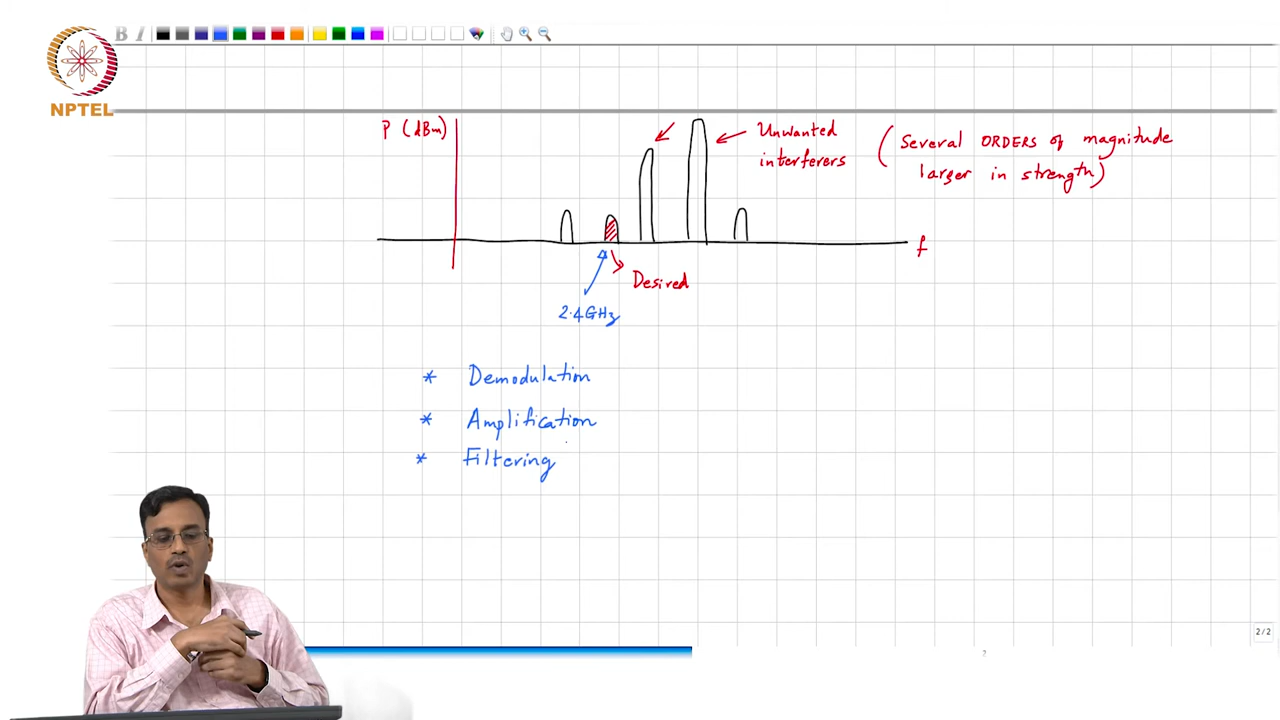 B I
NPTEL
P (dBm)
Unwanted
interferers
(Several ORDERS of magnitude
larger in strength)
f
Desired
2.4GHz
* Demodulation
* Amplification
* Filtering
2/2
2